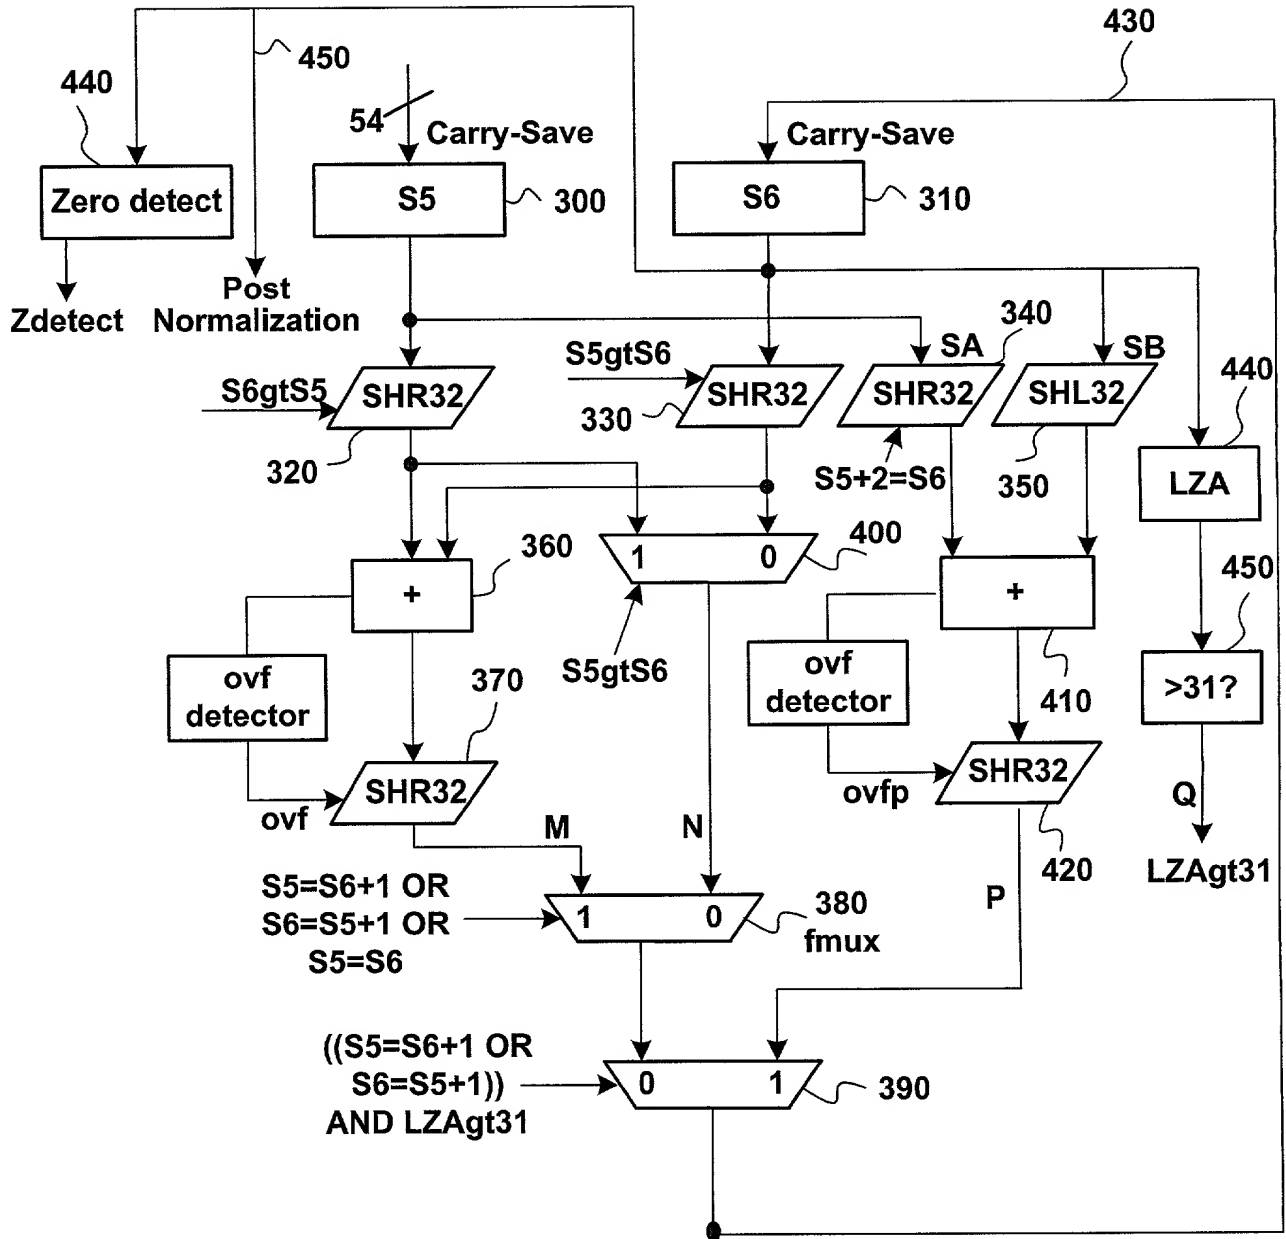 430
450
440
54
Carry-Save
Carry-Save
Zero detect
S5
300
S6
310
Post
Normalization
Zdetect
340
S5gtS6
SA
SB
S6gtS5
SHR32
SHR32
SHR32
SHL32
330
440
320
S5+2=S6
350
LZA
1
0
400
360
+
+
450
S5gtS6
ovf
detector
370
ovf
detector
410
>31?
SHR32
SHR32
ovf
ovfp
Q
M
N
420
LZAgt31
S5=S6+1 OR
S6=S5+1 OR
S5=S6
1
0
380
fmux
P
((S5=S6+1 OR
S6=S5+1))
AND LZAgt31
0
1
390